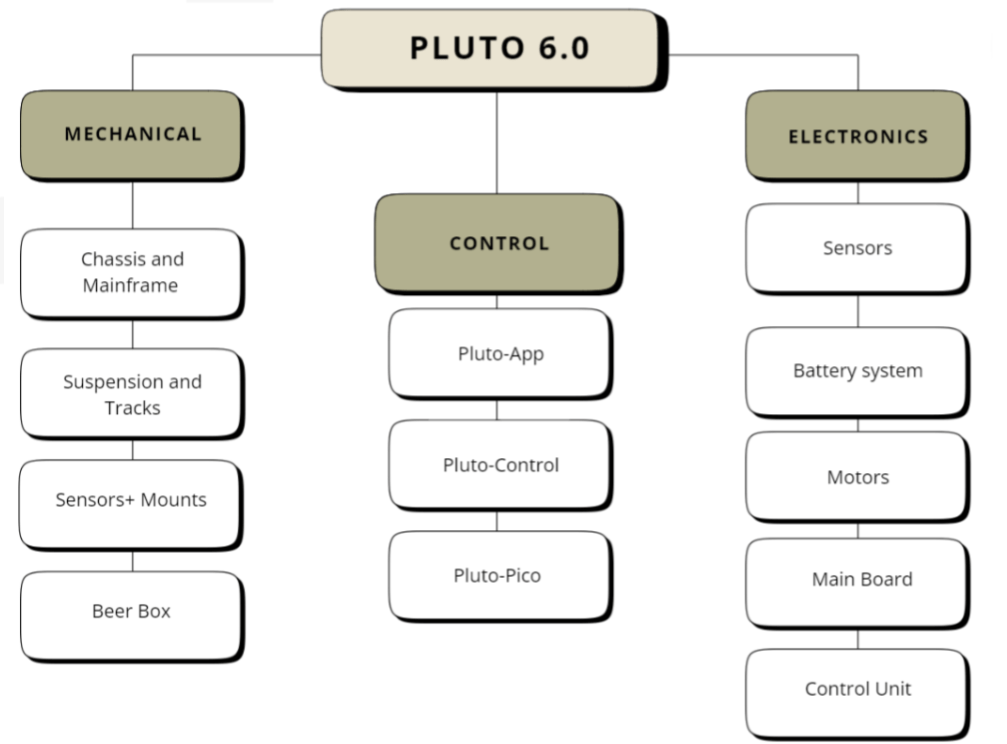 PLUTO 6.0
MECHANICAL
Chassis and
Mainframe
Suspension and
Tracks
Sensors+ Mounts
Beer Box
CONTROL
Pluto-App
Pluto-Control
Pluto-Pico
ELECTRONICS
Sensors
Battery system
Motors
Main Board
Control Unit